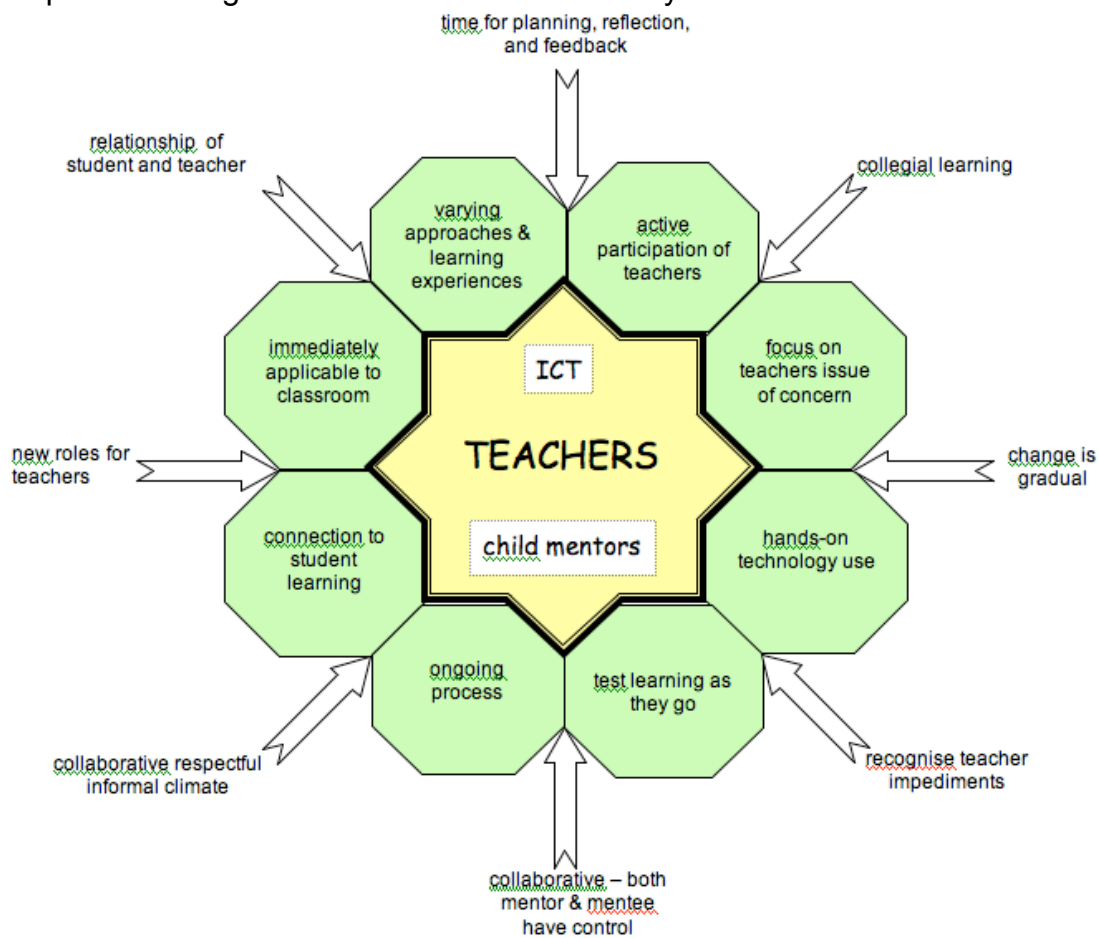 time for planning, reflection,
and feedback
relationship of
student and teacher
collegial learning
varying
approaches &
learning
experiences
active
participation of
teachers
immediately
applicable to
classroom
ICT
focus on
teachers issue
of concern
new roles for
teachers
TEACHERS
change is
gradual
connection to
student
learning
child mentors
hands-on
technology use
ongoing
process
test learning as
they go
collaborative respectful
informal climate
recognise teacher
impediments
collaborative – both
mentor & mentee
have control